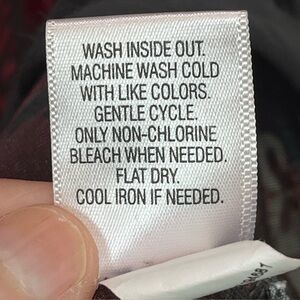 WASH INSIDE OUT.
MACHINE WASH COLD
WITH LIKE COLORS.
GENTLE CYCLE.
ONLY NON-CHLORINE
BLEACH WHEN NEEDED.
FLAT DRY.
COOL IRON IF NEEDED.